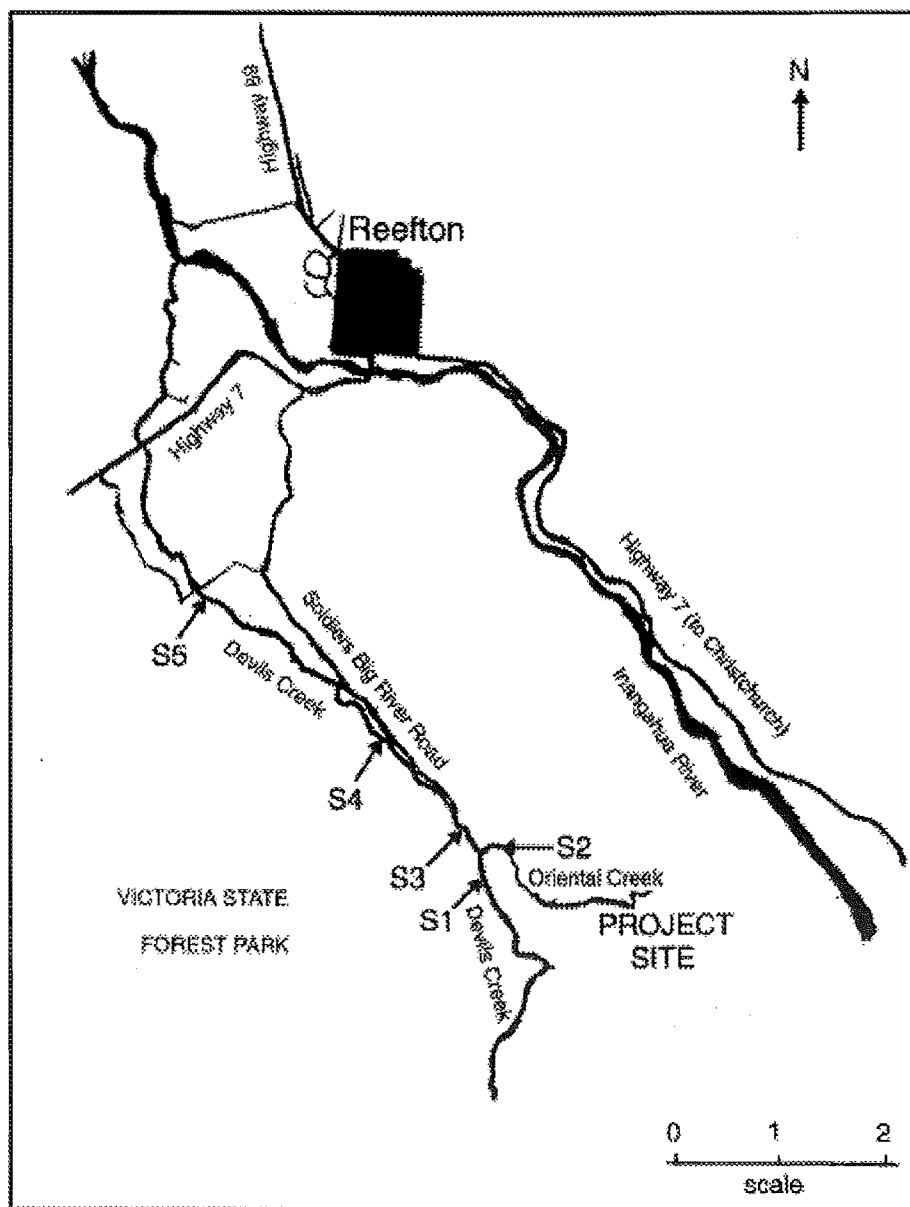 N
Highway 69
Reefton
Highway 7
Highway 7 (to Christchurch)
Inangahua River
Soldiers Big River Road
S5
Devils Creek
S4
S3
S2
Oriental Creek
S1
Devils Creek
PROJECT
SITE
VICTORIA STATE
FOREST PARK
0 1 2
scale